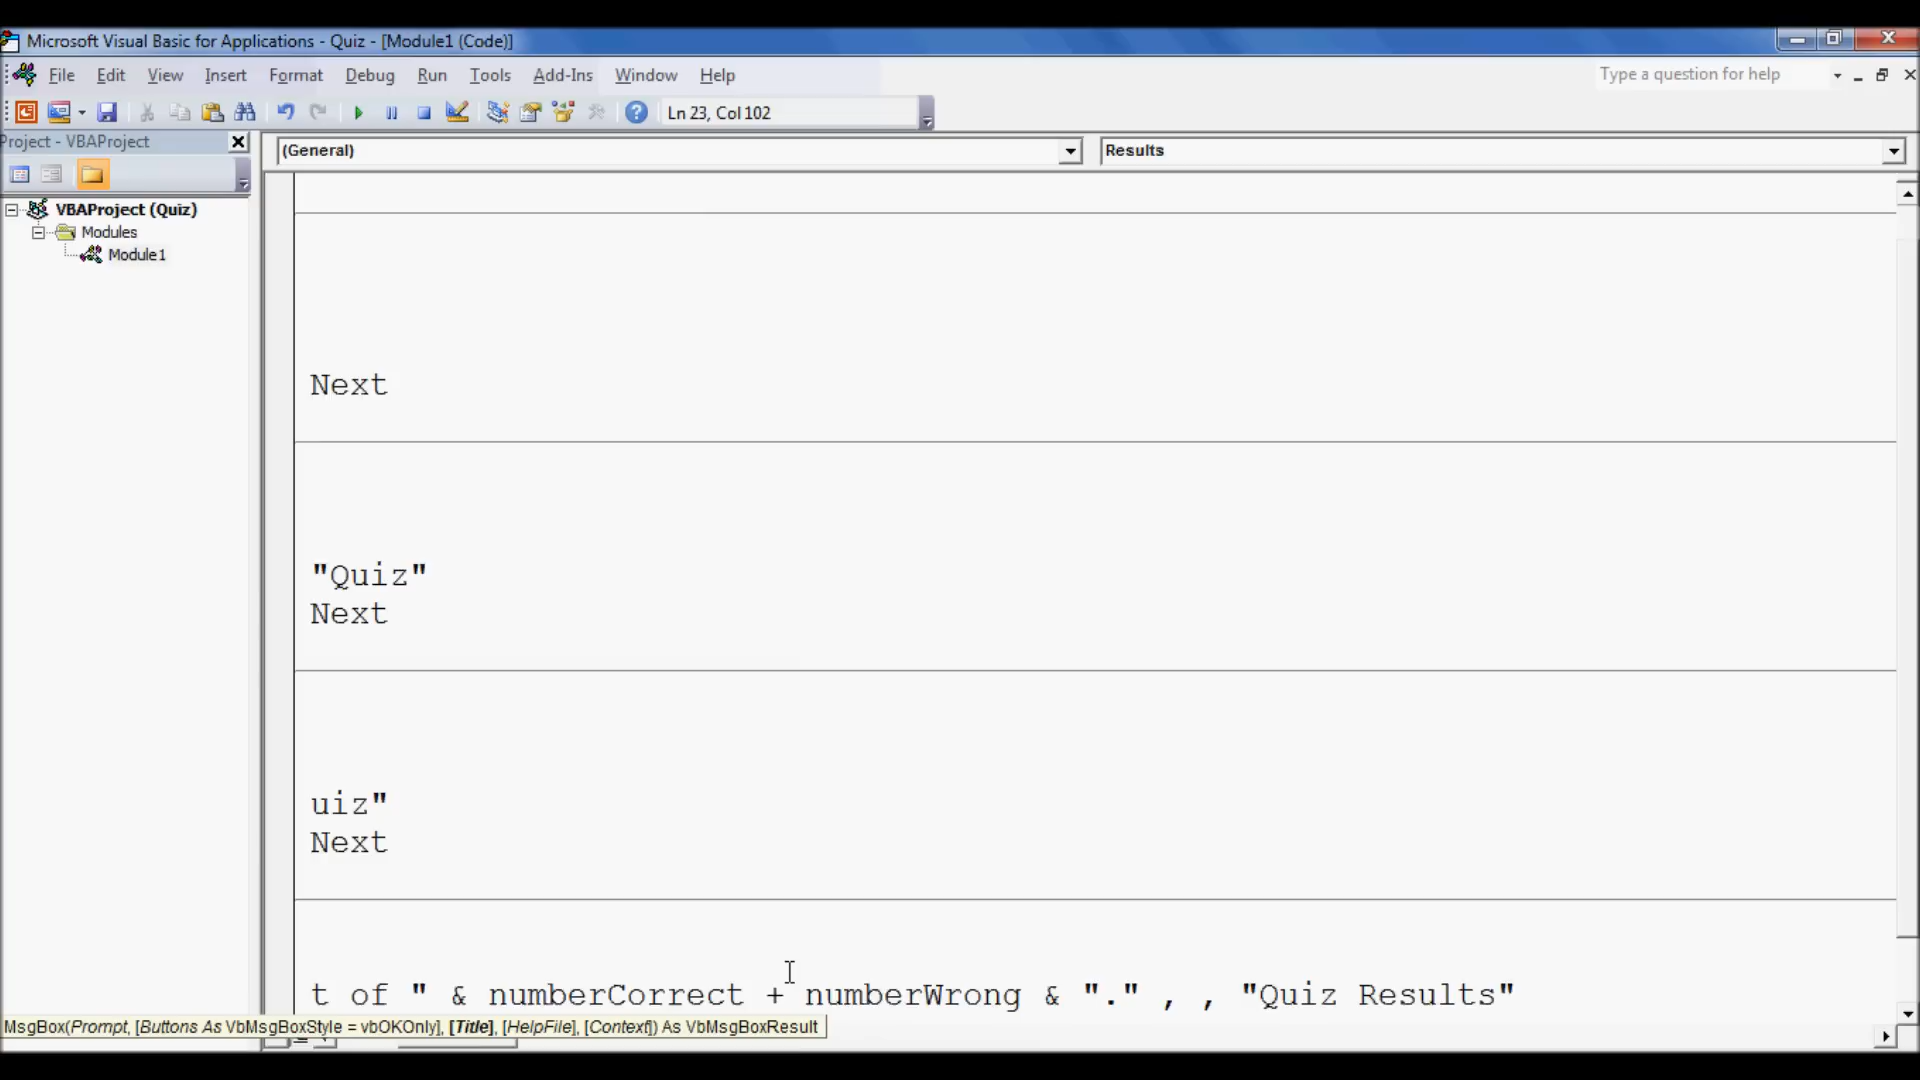 Microsoft Visual Basic for Applications - Quiz - [Module1 (Code)]
File Edit View Insert Format Debug Run Tools Add-Ins Window Help Type a question for help
Ln 23, Col 102
Project - VBAProject
(General) Results
VBAProject (Quiz)
Modules
Module1
Next
"Quiz"
Next
uiz"
Next
t of " & numberCorrect + numberWrong & "." , , "Quiz Results"
MsgBox(Prompt, [Buttons As VbMsgBoxStyle = vbOKOnly], [Title], [HelpFile], [Context]) As VbMsgBoxResult